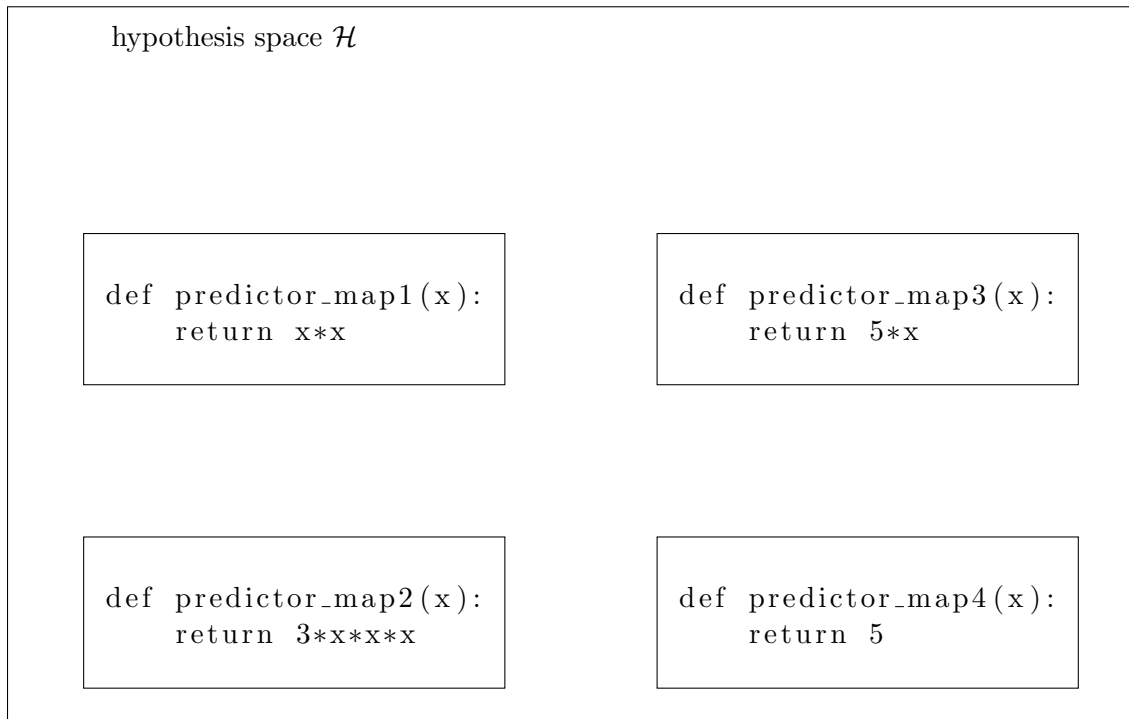 hypothesis space ℋ
def predictor_map1(x):
    return x*x
def predictor_map3(x):
    return 5*x
def predictor_map2(x):
    return 3*x*x*x
def predictor_map4(x):
    return 5